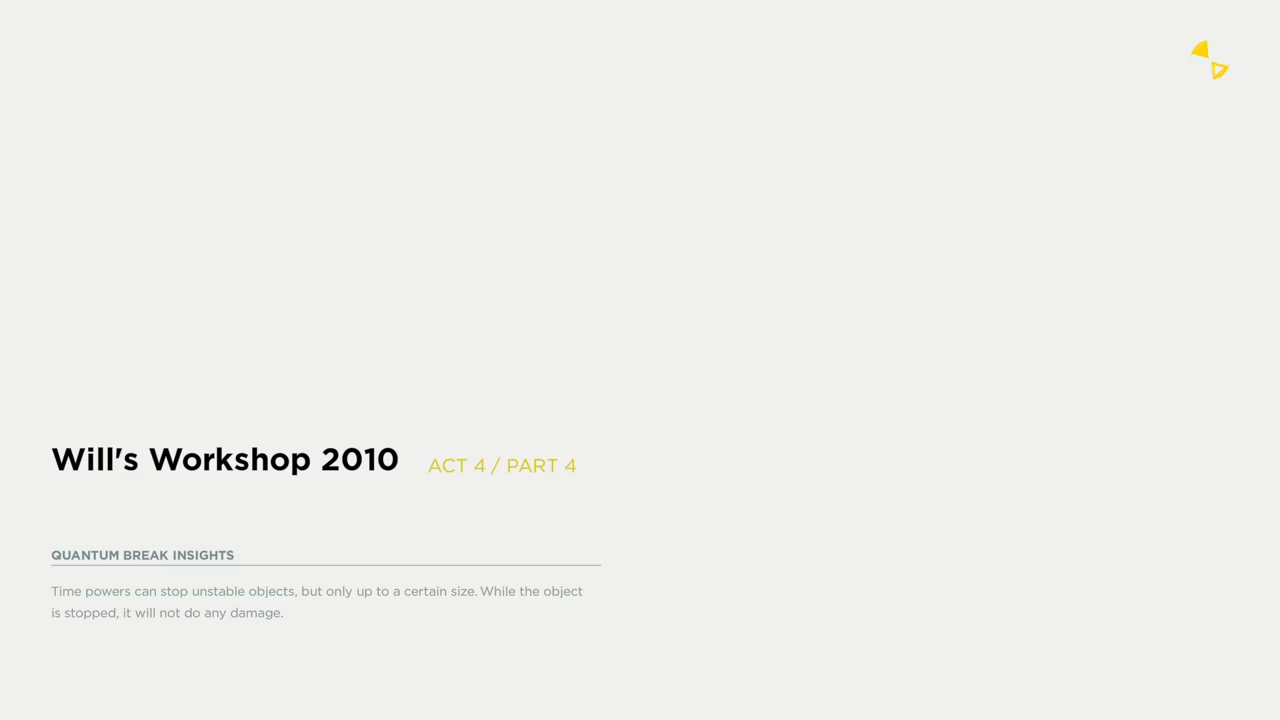 Will's Workshop 2010 ACT 4 / PART 4
QUANTUM BREAK INSIGHTS
Time powers can stop unstable objects, but only up to a certain size. While the object
is stopped, it will not do any damage.